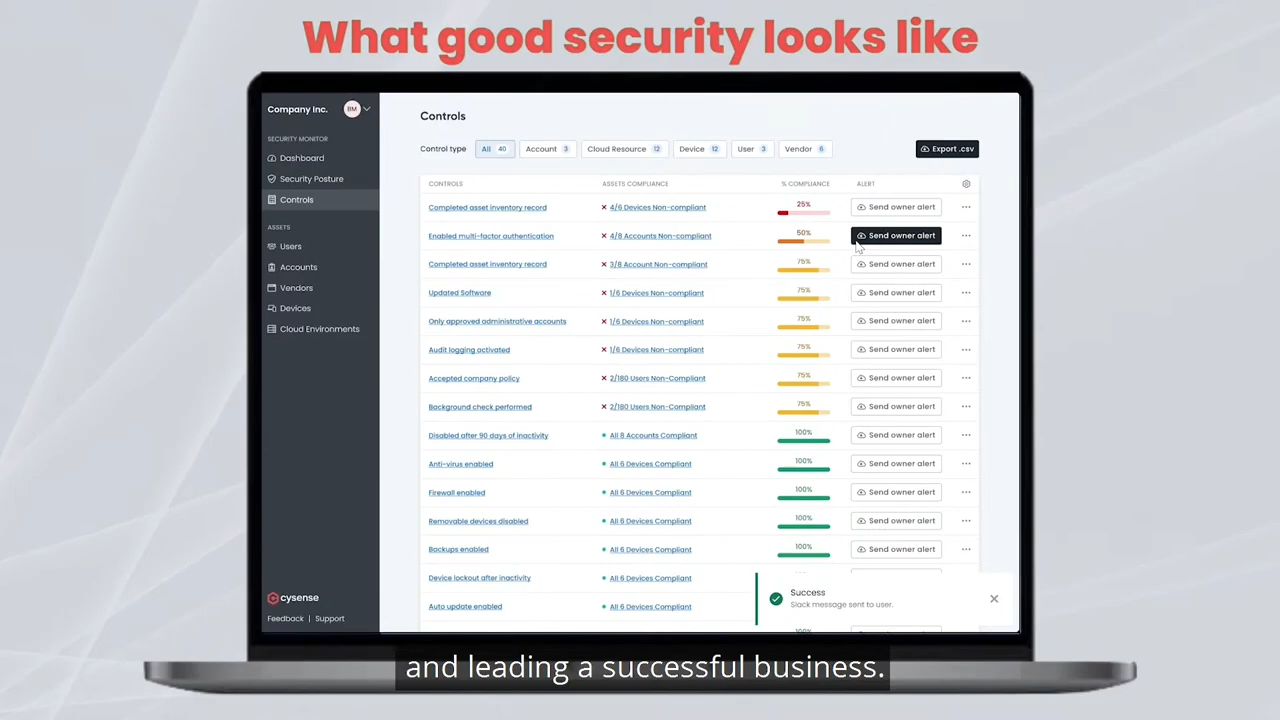 What good security looks like
Company Inc. BM
SECURITY MONITOR
Dashboard
Security Posture
Controls
ASSETS
Users
Accounts
Vendors
Devices
Cloud Environments
cysense
Feedback | Support
Controls
Control type All 40 Account 3 Cloud Resource 12 Device 12 User 3 Vendor 6 Export .csv
CONTROLS ASSETS COMPLIANCE % COMPLIANCE ALERT
Completed asset inventory record 4/6 Devices Non-compliant 25% Send owner alert
Enabled multi-factor authentication 4/8 Accounts Non-compliant 50% Send owner alert
Completed asset inventory record 3/8 Account Non-compliant 75% Send owner alert
Updated Software 1/6 Devices Non-compliant 75% Send owner alert
Only approved administrative accounts 1/6 Devices Non-compliant 75% Send owner alert
Audit logging activated 1/6 Devices Non-compliant 75% Send owner alert
Accepted company policy 2/180 Users Non-Compliant 75% Send owner alert
Background check performed 2/180 Users Non-Compliant 75% Send owner alert
Disabled after 90 days of inactivity All 8 Accounts Compliant 100% Send owner alert
Anti-virus enabled All 6 Devices Compliant 100% Send owner alert
Firewall enabled All 6 Devices Compliant 100% Send owner alert
Removable devices disabled All 6 Devices Compliant 100% Send owner alert
Backups enabled All 6 Devices Compliant 100% Send owner alert
Device lockout after inactivity All 6 Devices Compliant
Auto update enabled All 6 Devices Compliant
Success
Slack message sent to user.
and leading a successful business.